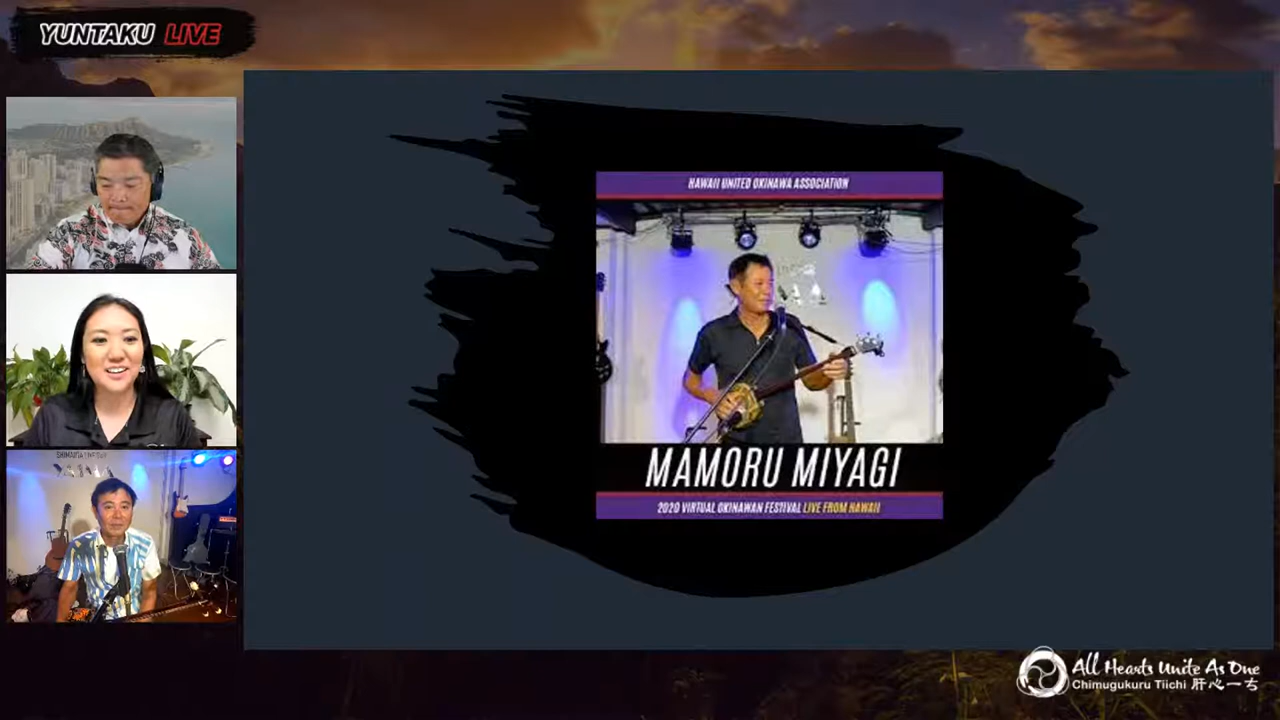 YUNTAKU LIVE
HAWAII UNITED OKINAWA ASSOCIATION
MAMORU MIYAGI
2020 VIRTUAL OKINAWAN FESTIVAL LIVE FROM HAWAII
All Hearts Unite As One
Chimugukuru Tiichi 肝心一ち